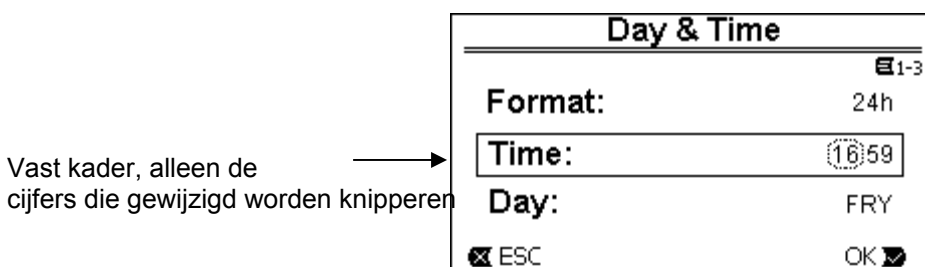 Day & Time
1-3
Format: 24h
Time: 16:59
Vast kader, alleen de
cijfers die gewijzigd worden knipperen
Day: FRY
ESC OK